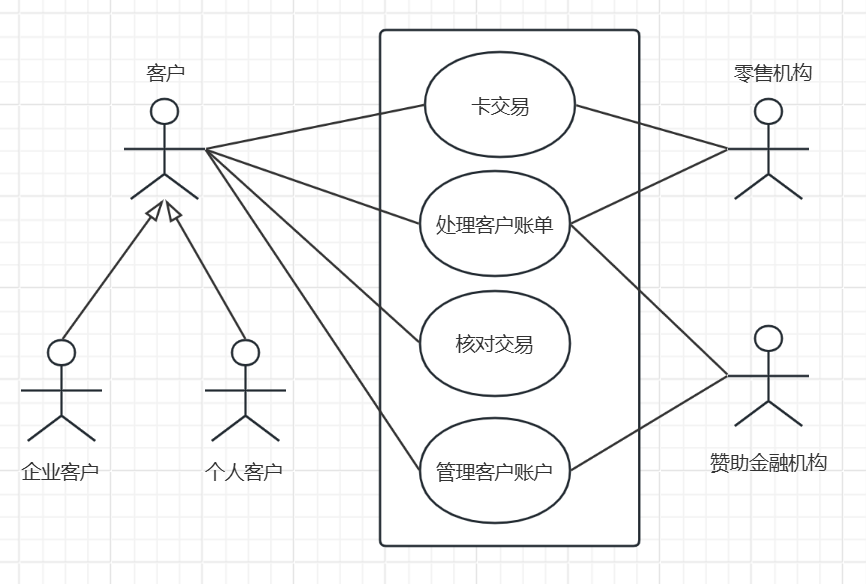 客户
零售机构
卡交易
处理客户账单
核对交易
管理客户账户
企业客户
个人客户
赞助金融机构